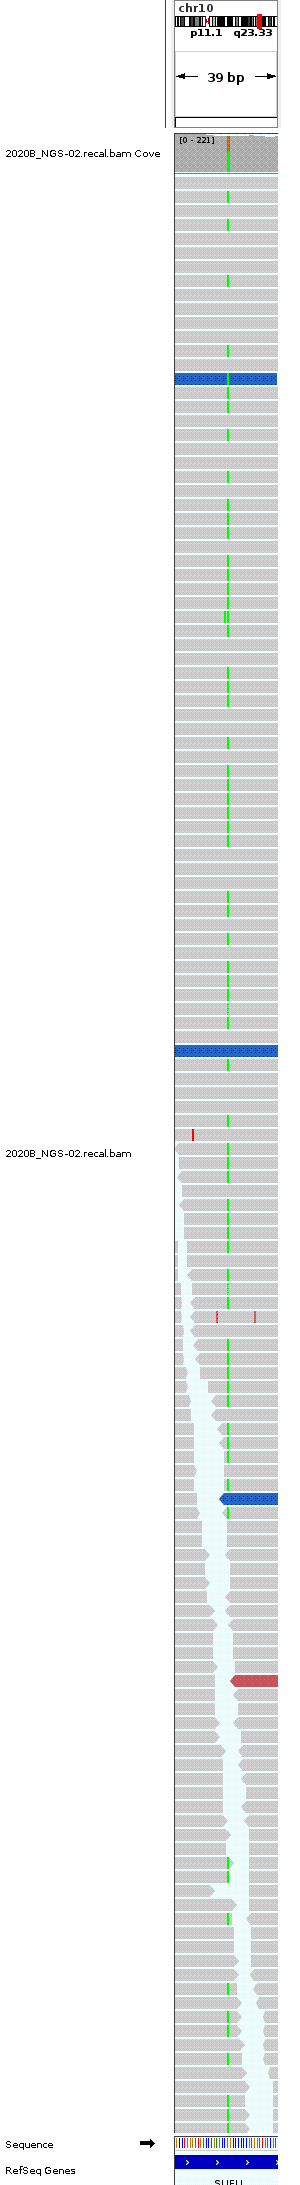 chr10
p11.1 q23.33
39 bp
[0 - 221]
2020B_NGS-02.recal.bam Cove
2020B_NGS-02.recal.bam
Sequence
RefSeq Genes
SUFU